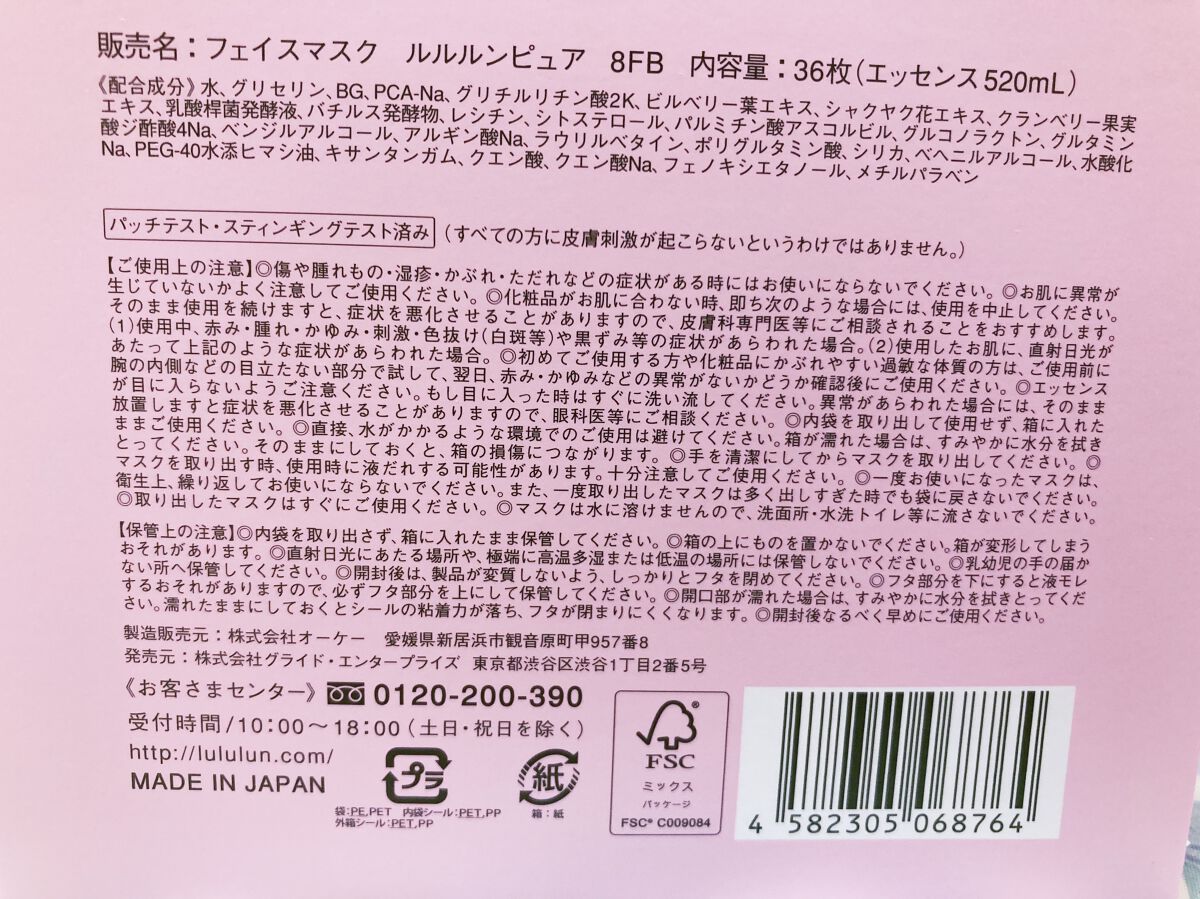 販売名：フェイスマスク　ルルルンピュア　8FB　内容量：36枚（エッセンス520mL）
《配合成分》水、グリセリン、BG、PCA-Na、グリチルリチン酸2K、ビルベリー葉エキス、シャクヤク花エキス、クランベリー果実
エキス、乳酸桿菌発酵液、バチルス発酵物、レシチン、シトステロール、パルミチン酸アスコルビル、グルコノラクトン、グルタミン
酸ジ酢酸4Na、ベンジルアルコール、アルギン酸Na、ラウリルベタイン、ポリグルタミン酸、シリカ、ベヘニルアルコール、水酸化
Na、PEG-40水添ヒマシ油、キサンタンガム、クエン酸、クエン酸Na、フェノキシエタノール、メチルパラベン
パッチテスト・スティンギングテスト済み（すべての方に皮膚刺激が起こらないというわけではありません。）
【ご使用上の注意】◎傷や腫れもの・湿疹・かぶれ・ただれなどの症状がある時にはお使いにならないでください。◎お肌に異常が
生じていないかよく注意してご使用ください。◎化粧品がお肌に合わない時、即ち次のような場合には、使用を中止してください。
そのまま使用を続けますと、症状を悪化させることがありますので、皮膚科専門医等にご相談されることをおすすめします。
(1)使用中、赤み・腫れ・かゆみ・刺激・色抜け(白斑等)や黒ずみ等の症状があらわれた場合。(2)使用したお肌に、直射日光が
あたって上記のような症状があらわれた場合。◎初めてご使用する方や化粧品にかぶれやすい過敏な体質の方は、ご使用前に
腕の内側などの目立たない部分で試して、翌日、赤み・かゆみなどの異常がないかどうか確認後にご使用ください。◎エッセンス
が目に入らないようご注意ください。もし目に入った時はすぐに洗い流してください。異常があらわれた場合には、そのまま
放置しますと症状を悪化させることがありますので、眼科医等にご相談ください。◎内袋を取り出して使用せず、箱に入れた
ままご使用ください。◎直接、水がかかるような環境でのご使用は避けてください。箱が濡れた場合は、すみやかに水分を拭き
とってください。そのままにしておくと、箱の損傷につながります。◎手を清潔にしてからマスクを取り出してください。◎
マスクを取り出す時、使用時に液だれする可能性があります。十分注意してご使用ください。◎一度お使いになったマスクは、
衛生上、繰り返してお使いにならないでください。また、一度取り出したマスクは多く出しすぎた時でも袋に戻さないでください。
◎取り出したマスクはすぐにご使用ください。◎マスクは水に溶けませんので、洗面所・水洗トイレ等に流さないでください。
【保管上の注意】◎内袋を取り出さず、箱に入れたまま保管してください。◎箱の上にものを置かないでください。箱が変形してしまう
おそれがあります。◎直射日光にあたる場所や、極端に高温多湿または低温の場所には保管しないでください。◎乳幼児の手の届か
ない所へ保管してください。◎開封後は、製品が変質しないよう、しっかりとフタを閉めてください。◎フタ部分を下にすると液モレ
するおそれがありますので、必ずフタ部分を上にして保管してください。◎開口部が濡れた場合は、すみやかに水分を拭きとってくだ
さい。濡れたままにしておくとシールの粘着力が落ち、フタが閉まりにくくなります。◎開封後なるべく早めにご使用ください。
製造販売元：株式会社オーケー　愛媛県新居浜市観音原町甲957番8
発売元：株式会社グライド・エンタープライズ　東京都渋谷区渋谷1丁目2番5号
《お客さまセンター》0120-200-390
受付時間/10:00～18:00（土日・祝日を除く）
http://lululun.com/
MADE IN JAPAN
プラ
袋:PE,PET　内袋シール:PET,PP
外箱シール:PET,PP
紙
箱：紙
FSC
ミックス
パッケージ
FSC® C009084
4 582305 068764